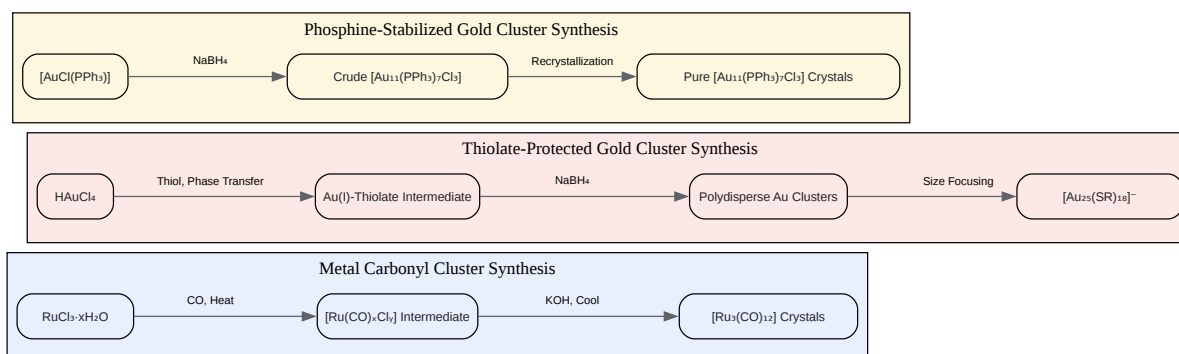 Phosphine-Stabilized Gold Cluster Synthesis
[AuCl(PPh₃)]
NaBH₄
Crude [Au₁₁(PPh₃)₇Cl₃]
Recrystallization
Pure [Au₁₁(PPh₃)₇Cl₃] Crystals
Thiolate-Protected Gold Cluster Synthesis
HAuCl₄
Thiol, Phase Transfer
Au(I)-Thiolate Intermediate
NaBH₄
Polydisperse Au Clusters
Size Focusing
[Au₂₅(SR)₁₈]⁻
Metal Carbonyl Cluster Synthesis
RuCl₃·xH₂O
CO, Heat
[Ru(CO)ₓClᵧ] Intermediate
KOH, Cool
[Ru₃(CO)₁₂] Crystals